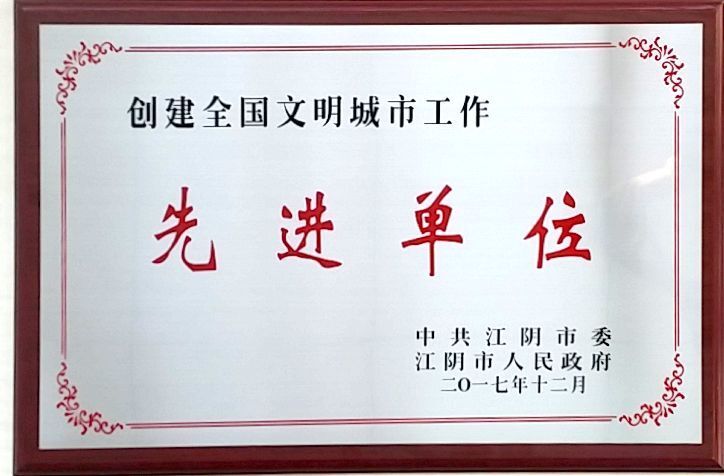 创建全国文明城市工作
先进单位
中共江阴市委
江阴市人民政府
二〇一七年十二月